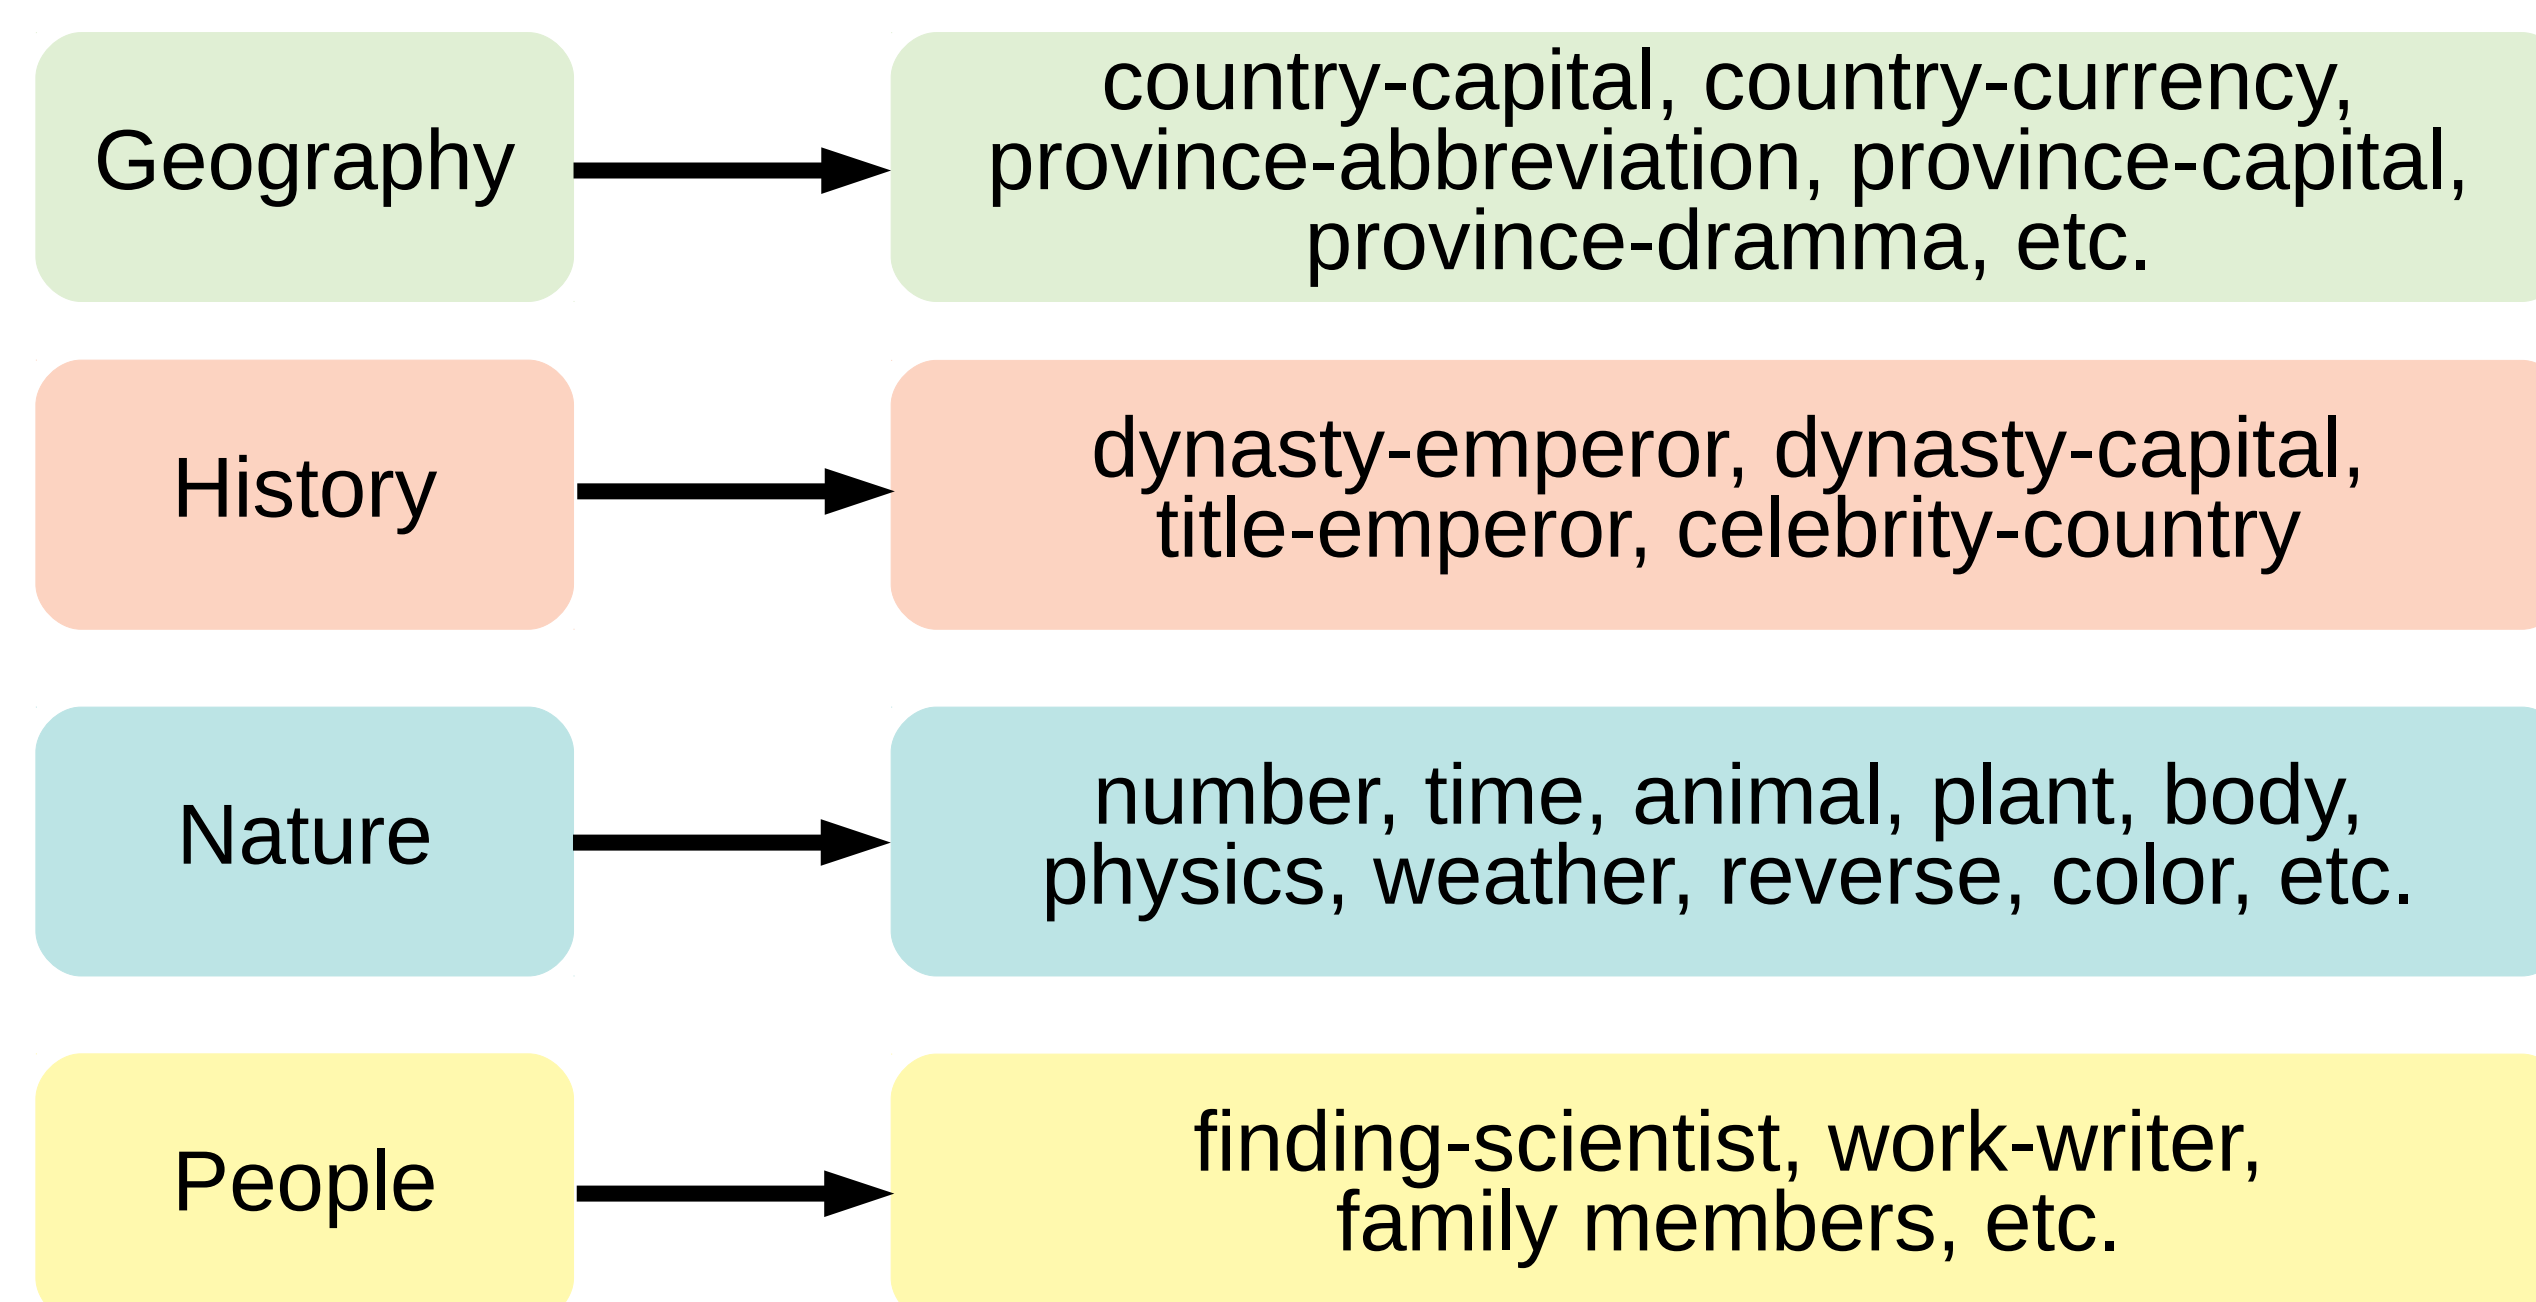 Geography
country-capital, country-currency,
province-abbreviation, province-capital,
province-dramma, etc.
History
dynasty-emperor, dynasty-capital,
title-emperor, celebrity-country
Nature
number, time, animal, plant, body,
physics, weather, reverse, color, etc.
People
finding-scientist, work-writer,
family members, etc.